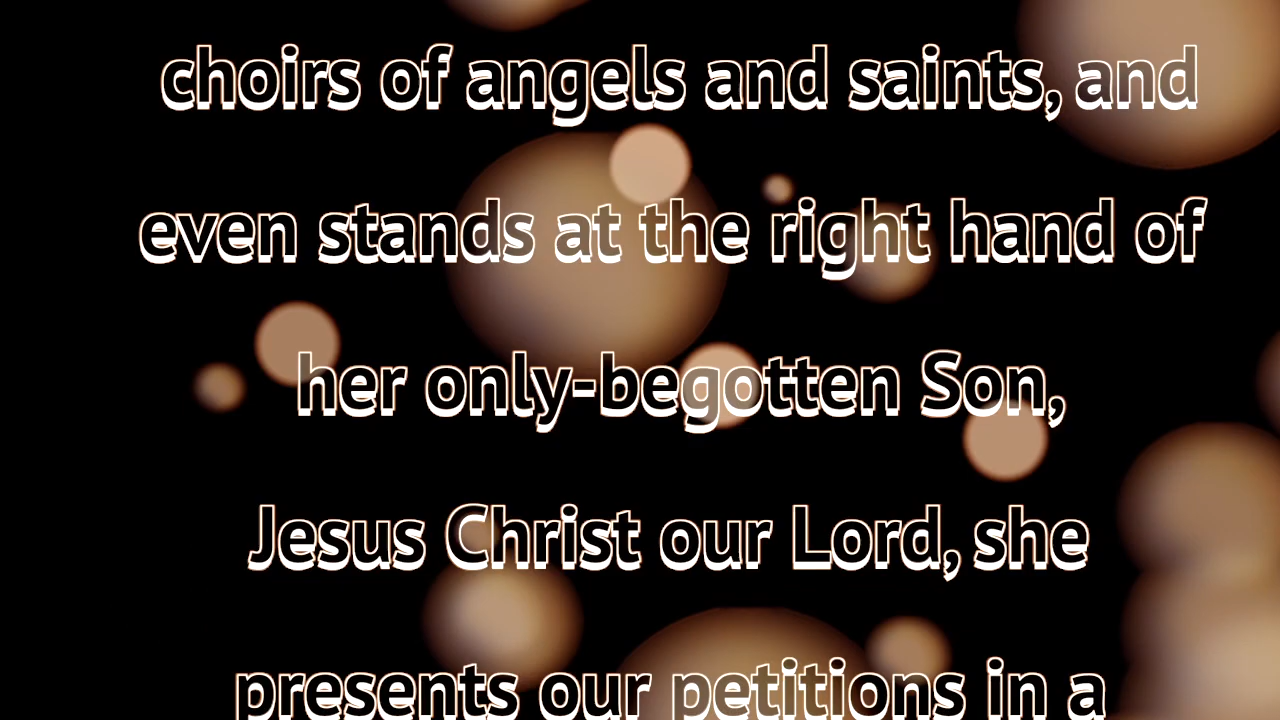 choirs of angels and saints, and
even stands at the right hand of
her only-begotten Son,
Jesus Christ our Lord, she
presents our petitions in a